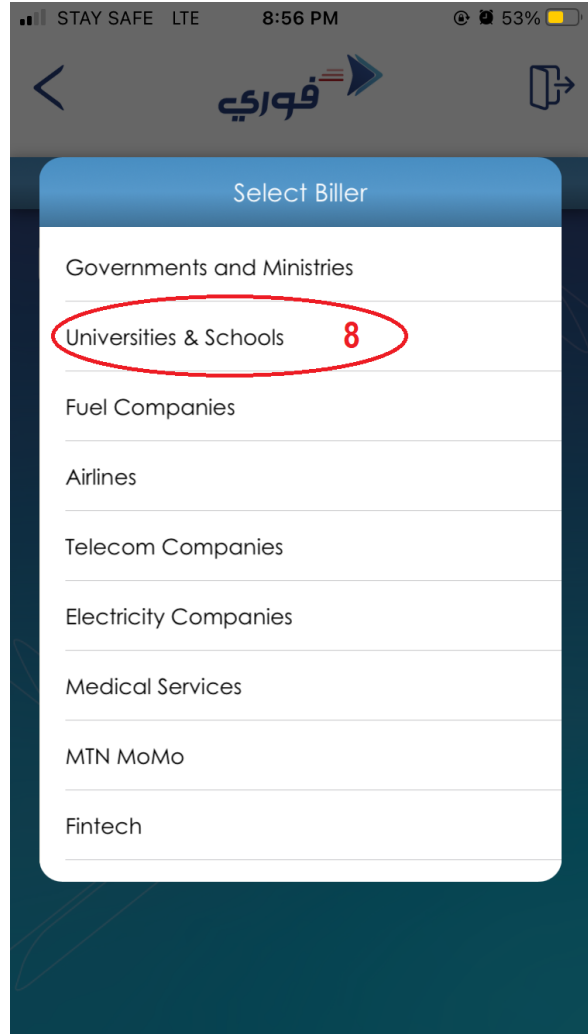 STAY SAFE LTE 8:56 PM 53%
فوري
Select Biller
Governments and Ministries
Universities & Schools 8
Fuel Companies
Airlines
Telecom Companies
Electricity Companies
Medical Services
MTN MoMo
Fintech